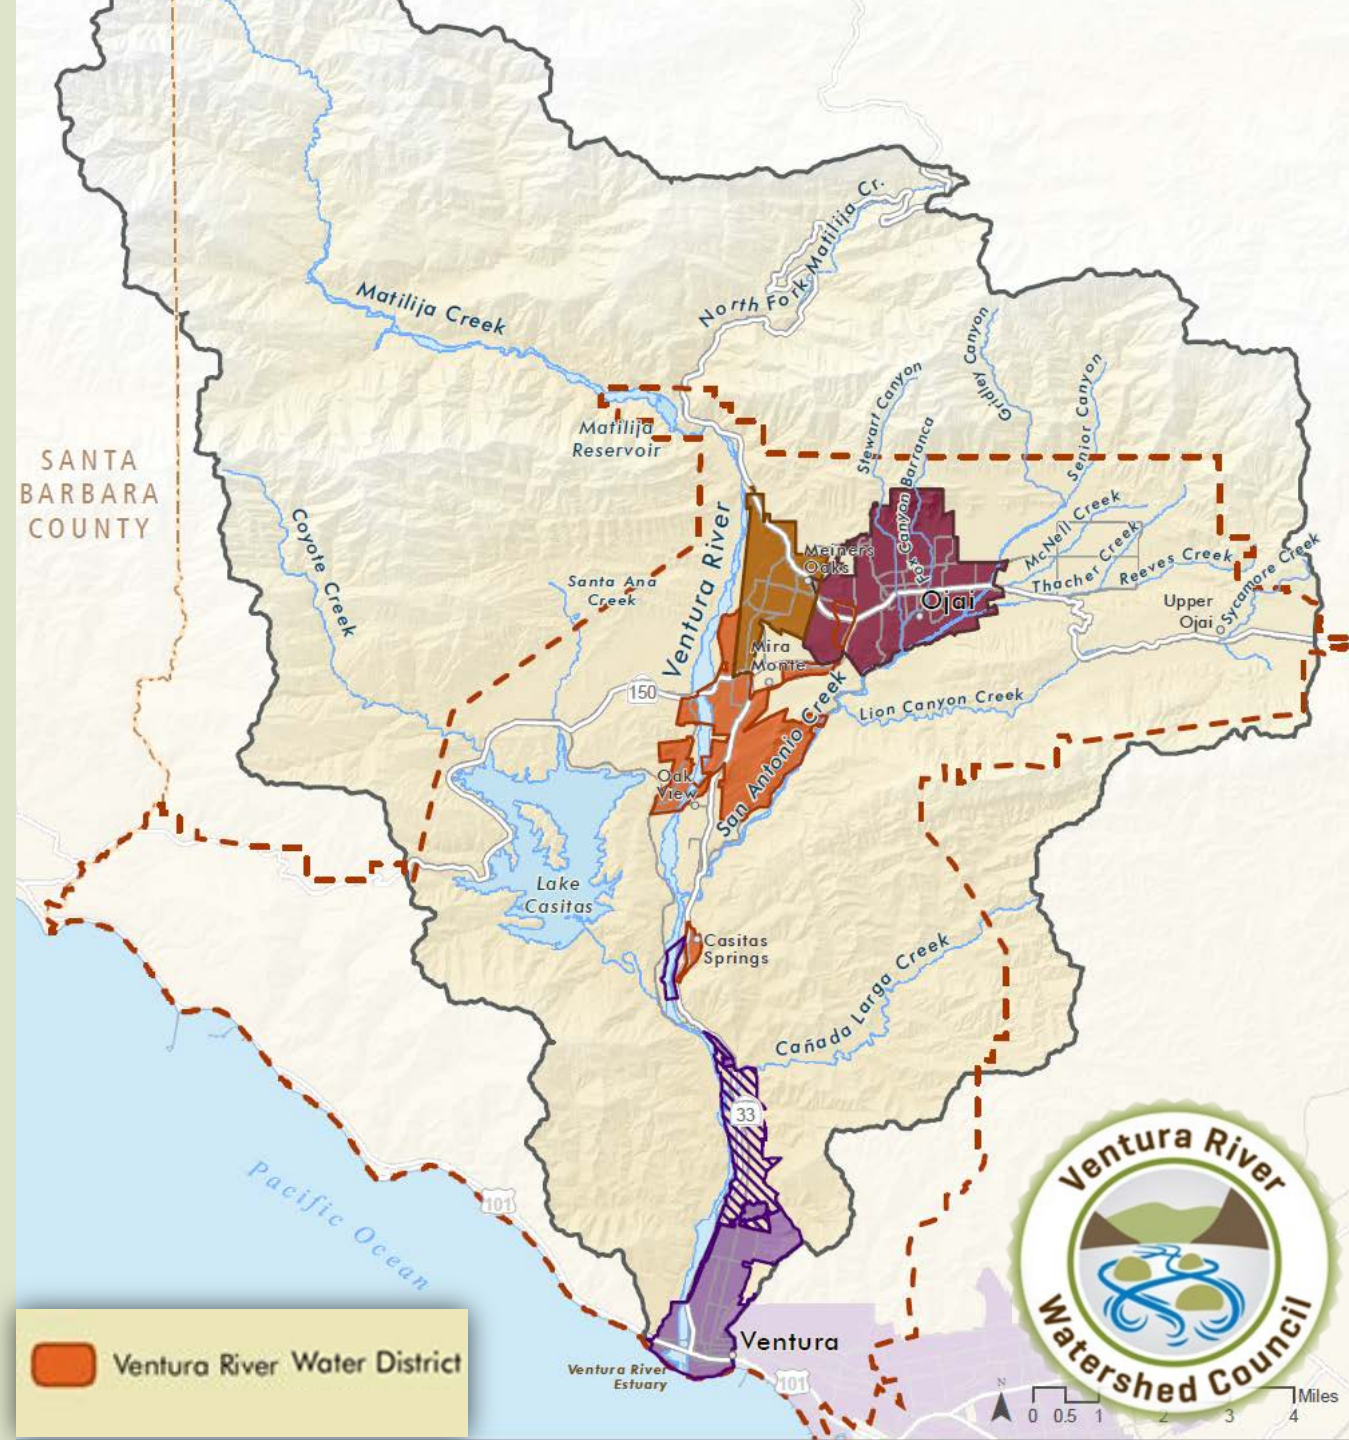 Matilija Creek
North Fork Matilija Cr.
Gridley Canyon
Stewart Canyon
Senior Canyon
Fox Canyon Barranca
Matilija
Reservoir
SANTA
BARBARA
COUNTY
Coyote Creek
Santa Ana
Creek
Ventura River
Meiners
Oaks
McNell Creek
Thacher Creek
Reeves Creek
Sycamore Creek
Ojai
Upper
Ojai
Mira
Monte
150
Lion Canyon Creek
San Antonio Creek
Oak
View
Lake
Casitas
Casitas
Springs
Cañada Larga Creek
33
Pacific Ocean
101
Ventura
Ventura River
Estuary
101
Ventura River Water District
Ventura River
Watershed Council
N
0 0.5 1 2 3 4
Miles